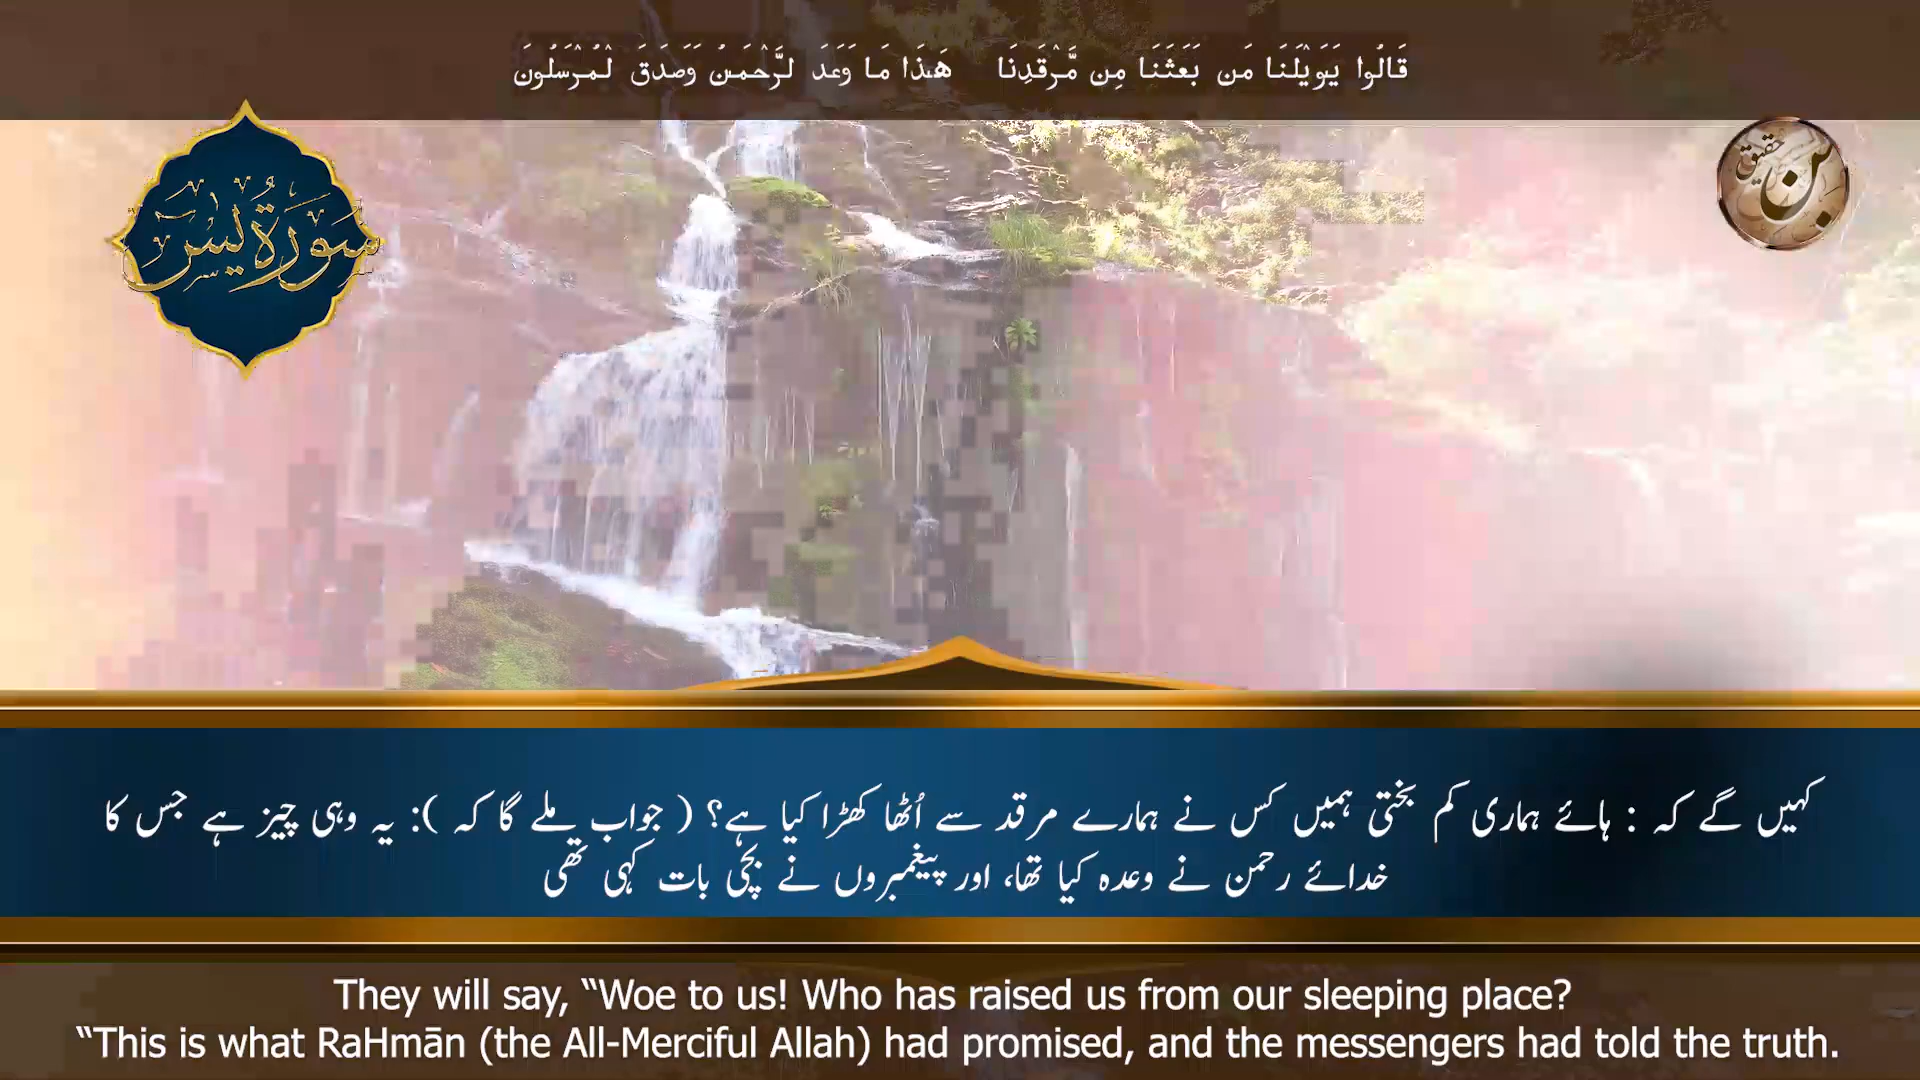 قَالُوا يَـٰوَيْلَنَا مَن بَعَثَنَا مِن مَّرْقَدِنَا هَـٰذَا مَا وَعَدَ لرَّحْمَـٰنُ وَصَدَقَ لْمُرْسَلُونَ
سورة يس
کہیں گے کہ : ہائے ہماری کم بختی ہمیں کس نے ہمارے مرقد سے اُٹھا کھڑا کیا ہے؟ ( جواب ملے گا کہ ): یہ وہی چیز ہے جس کا
خدائے رحمن نے وعدہ کیا تھا، اور پیغمبروں نے سچی بات کہی تھی
They will say, “Woe to us! Who has raised us from our sleeping place?
“This is what RaHmān (the All-Merciful Allah) had promised, and the messengers had told the truth.